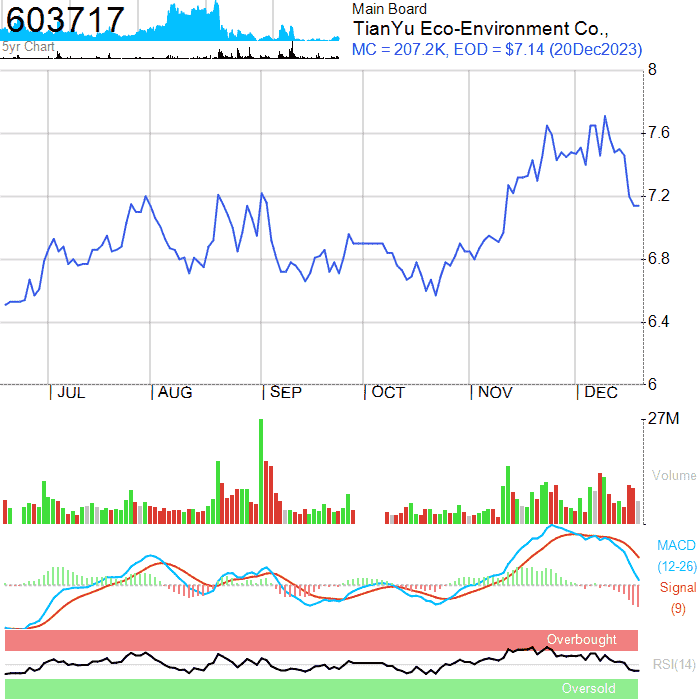 603717
5yr Chart
Main Board
TianYu Eco-Environment Co.,
MC = 207.2K, EOD = $7.14 (20Dec2023)
8
7.6
7.2
6.8
6.4
6
JUL
AUG
SEP
OCT
NOV
DEC
27M
Volume
MACD
(12-26)
Signal
(9)
Overbought
RSI(14)
Oversold